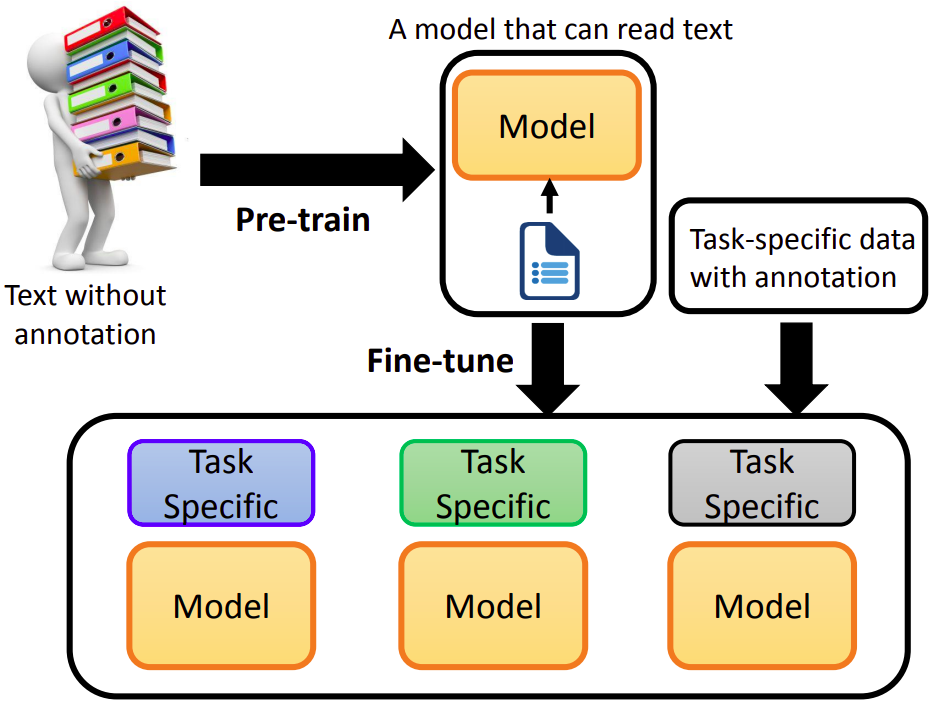 A model that can read text
Model
Pre-train
Text without
annotation
Task-specific data
with annotation
Fine-tune
Task
Specific
Task
Specific
Task
Specific
Model
Model
Model